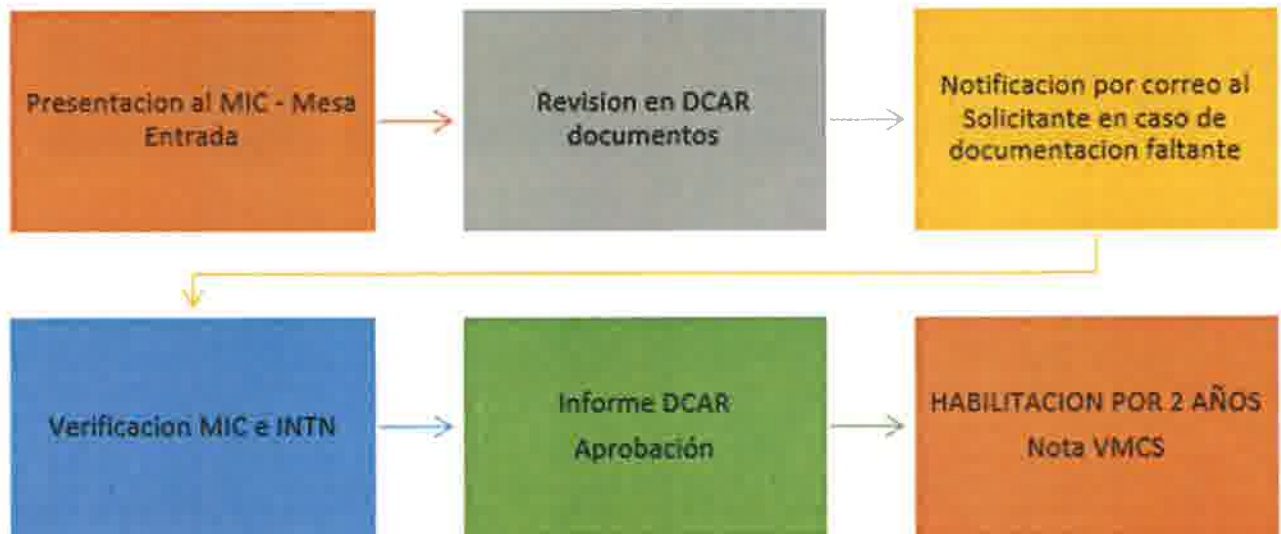 Presentacion al MIC - Mesa
Entrada
Revision en DCAR
documentos
Notificacion por correo al
Solicitante en caso de
documentacion faltante
Verificacion MIC e INTN
Informe DCAR
Aprobación
HABILITACION POR 2 AÑOS
Nota VMCS